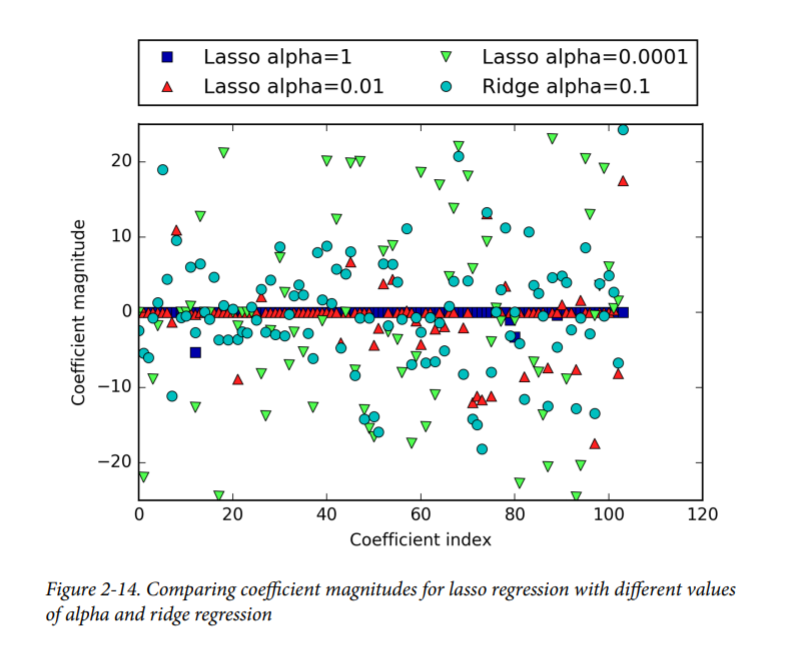 Lasso alpha=1
Lasso alpha=0.0001
Lasso alpha=0.01
Ridge alpha=0.1
Coefficient magnitude
20
10
0
−10
−20
0 20 40 60 80 100 120
Coefficient index
Figure 2-14. Comparing coefficient magnitudes for lasso regression with different values
of alpha and ridge regression